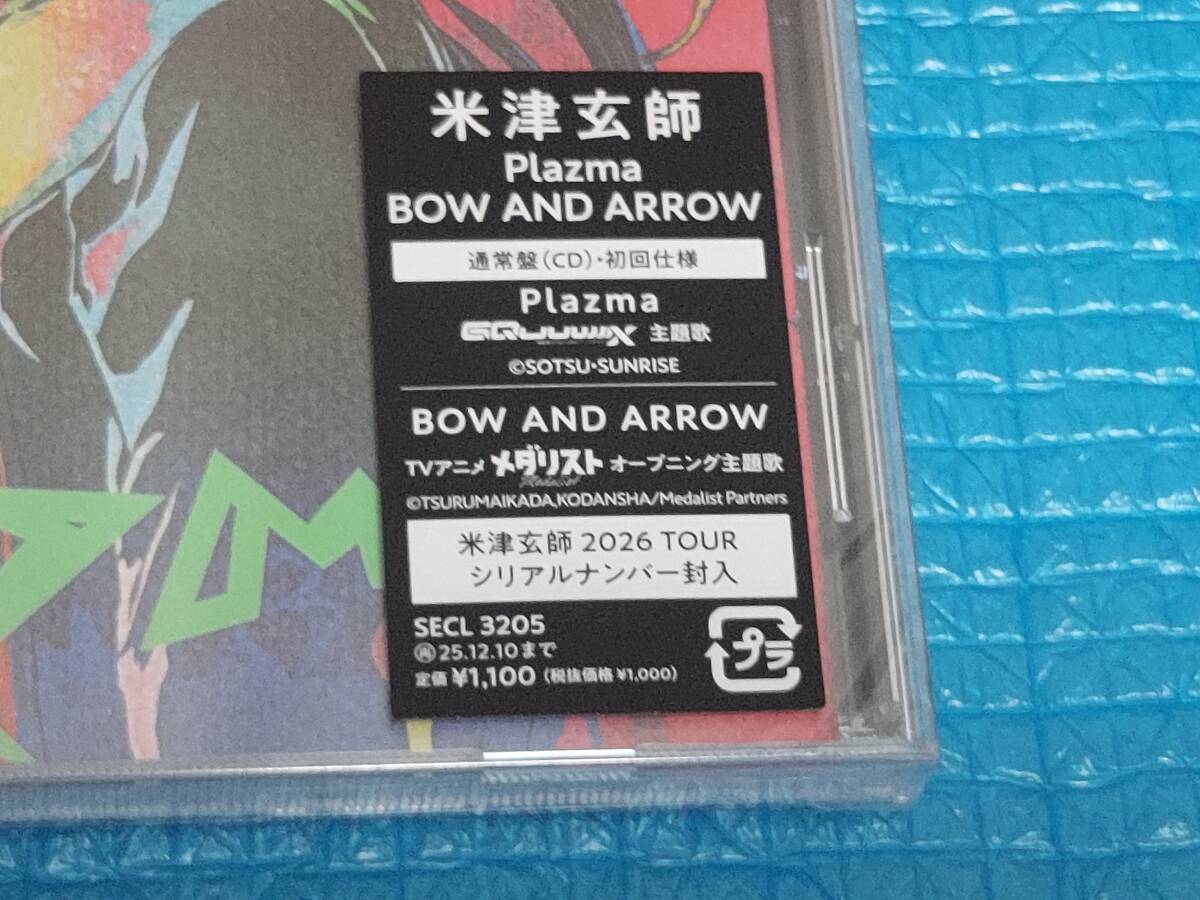 米津玄師
Plazma
BOW AND ARROW
通常盤(CD)・初回仕様
Plazma
GQuuuuuuX 主題歌
©SOTSU・SUNRISE
BOW AND ARROW
TVアニメ メダリスト オープニング主題歌
Medalist
©TSURUMAIKADA,KODANSHA/Medalist Partners
米津玄師 2026 TOUR
シリアルナンバー封入
SECL 3205
㋐25.12.10まで
定価 ¥1,100 (税抜価格 ¥1,000)
プラ